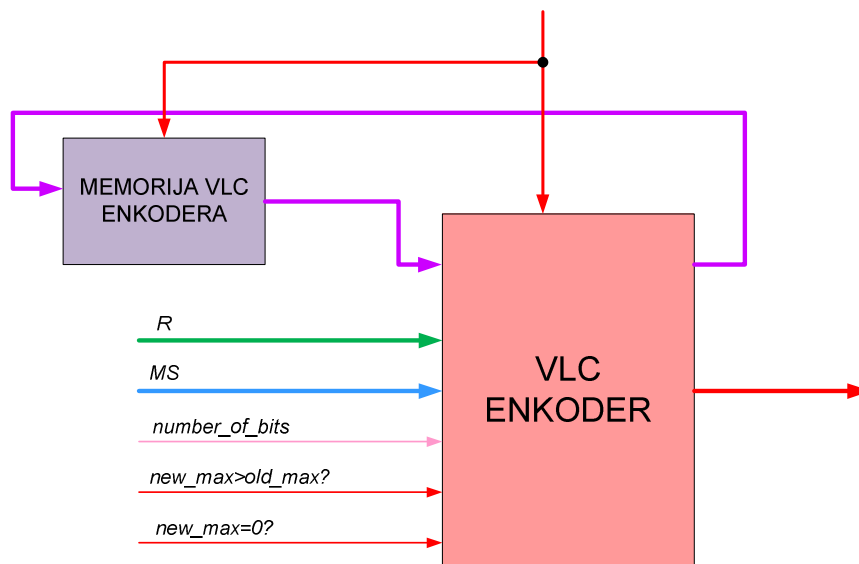 MEMORIJA VLC
ENKODERA
R
MS
number_of_bits
new_max>old_max?
new_max=0?
VLC
ENKODER